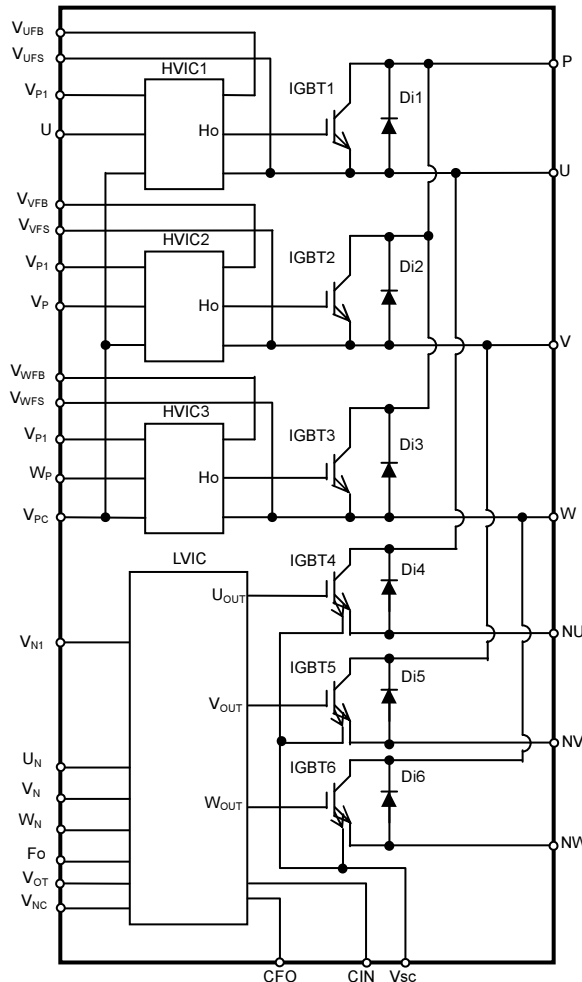 VUFB
VUFS
HVIC1
VP1
U
Ho
IGBT1
Di1
P
U
VVFB
VVFS
HVIC2
VP1
VP
Ho
IGBT2
Di2
V
VWFB
VWFS
HVIC3
VP1
WP
VPC
Ho
IGBT3
Di3
W
LVIC
UOUT
IGBT4
Di4
NU
VN1
VOUT
IGBT5
Di5
NV
UN
VN
WN
WOUT
IGBT6
Di6
NW
Fo
VOT
VNC
CFO
CIN
Vsc